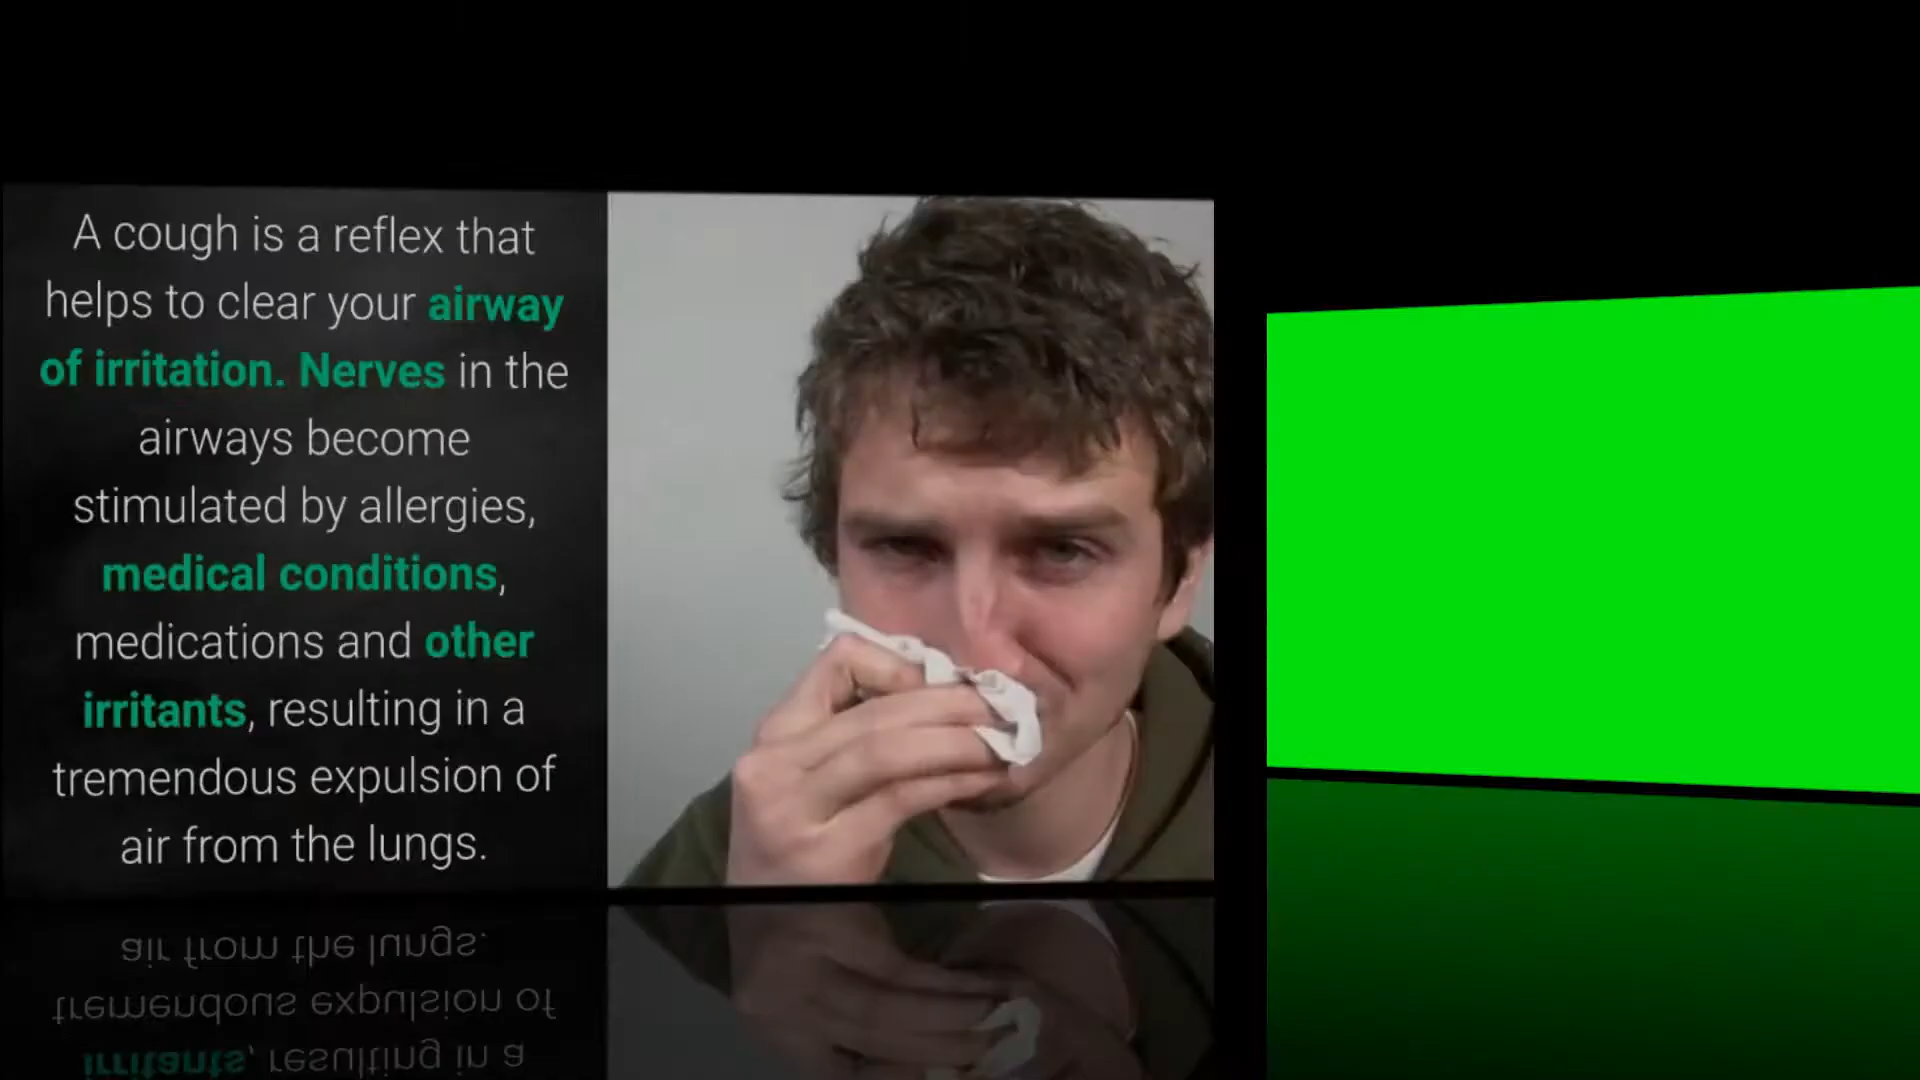 A cough is a reflex that
helps to clear your airway
of irritation. Nerves in the
airways become
stimulated by allergies,
medical conditions,
medications and other
irritants, resulting in a
tremendous expulsion of
air from the lungs.